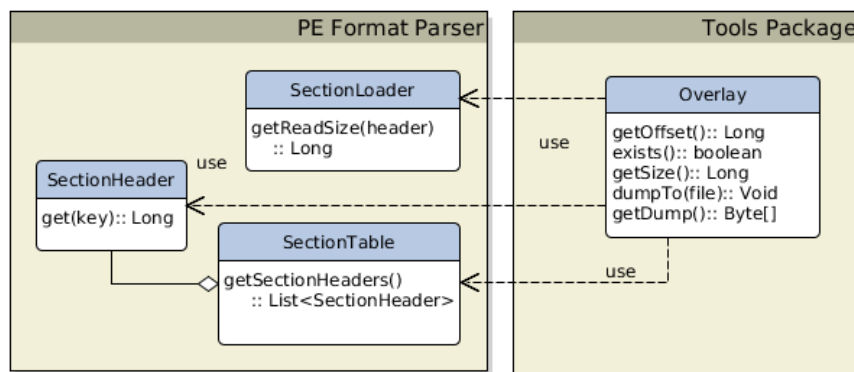 PE Format Parser
Tools Package
SectionLoader
getReadSize(header)
:: Long
Overlay
getOffset():: Long
exists():: boolean
getSize():: Long
dumpTo(file):: Void
getDump():: Byte[]
use
use
SectionHeader
get(key):: Long
SectionTable
getSectionHeaders()
:: List<SectionHeader>
use